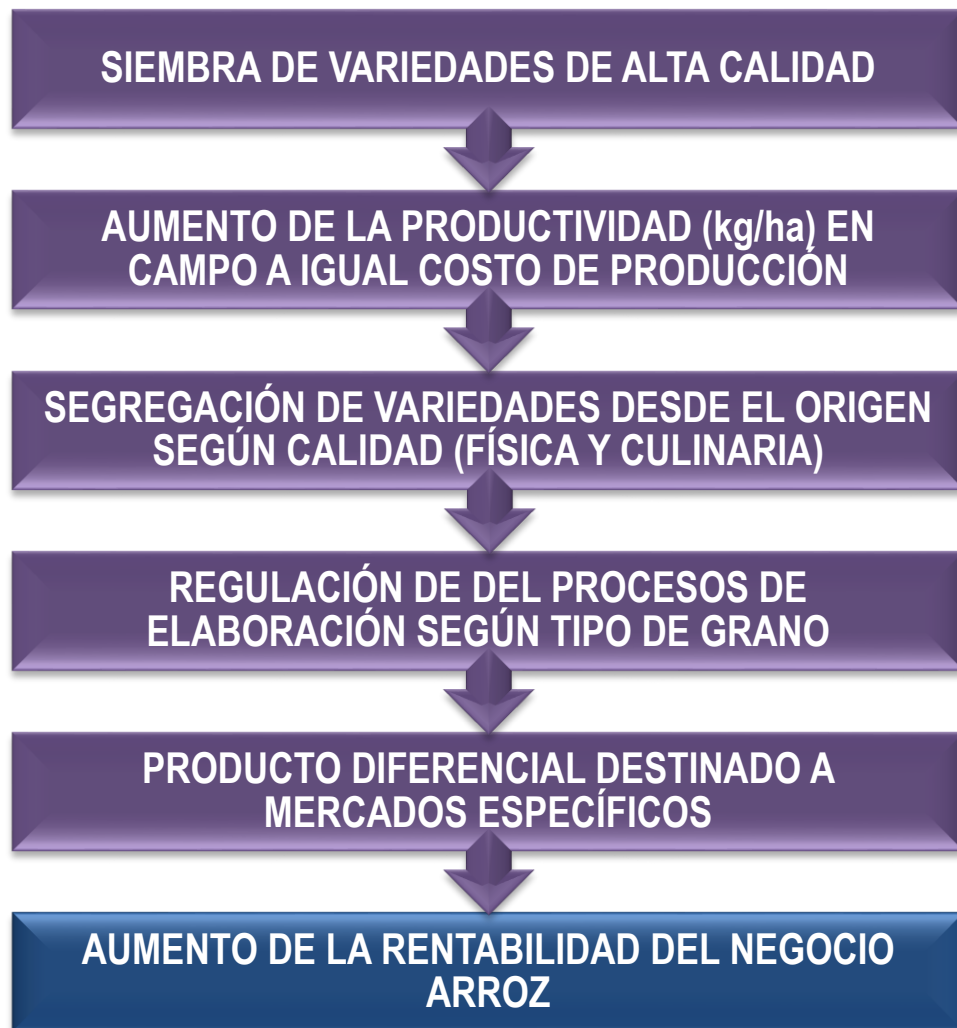 SIEMBRA DE VARIEDADES DE ALTA CALIDAD
AUMENTO DE LA PRODUCTIVIDAD (kg/ha) EN
CAMPO A IGUAL COSTO DE PRODUCCIÓN
SEGREGACIÓN DE VARIEDADES DESDE EL ORIGEN
SEGÚN CALIDAD (FÍSICA Y CULINARIA)
REGULACIÓN DE DEL PROCESOS DE
ELABORACIÓN SEGÚN TIPO DE GRANO
PRODUCTO DIFERENCIAL DESTINADO A
MERCADOS ESPECÍFICOS
AUMENTO DE LA RENTABILIDAD DEL NEGOCIO
ARROZ